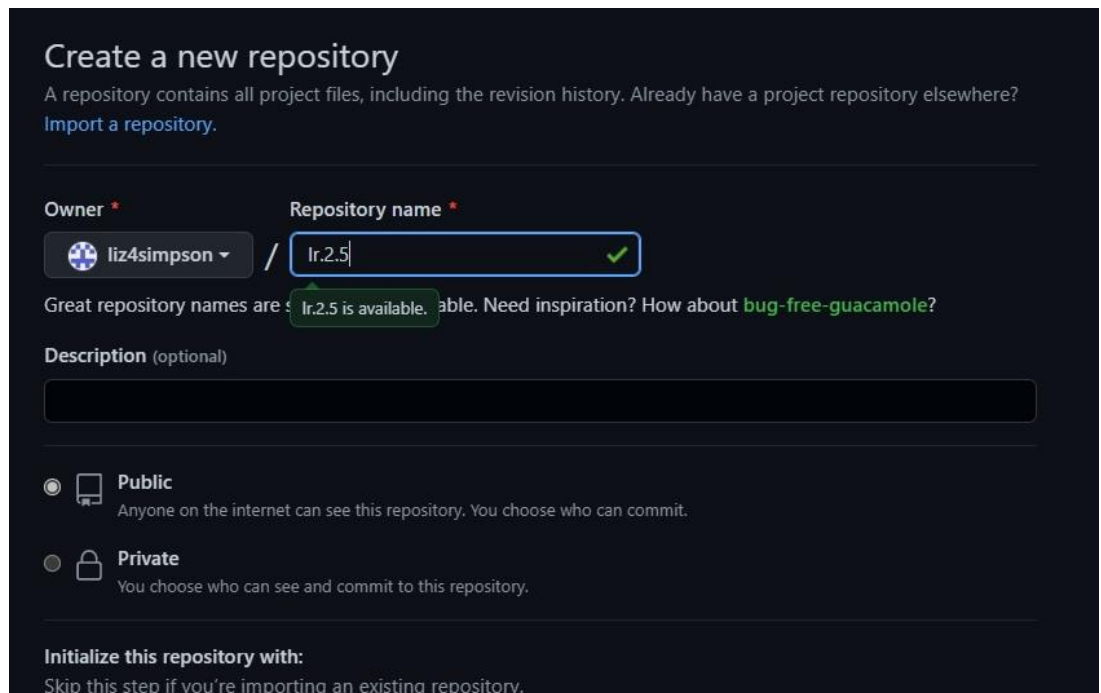 Create a new repository
A repository contains all project files, including the revision history. Already have a project repository elsewhere?
Import a repository.
Owner * Repository name *
liz4simpson / lr.2.5
Great repository names are s able. Need inspiration? How about bug-free-guacamole?
lr.2.5 is available.
Description (optional)
Public
Anyone on the internet can see this repository. You choose who can commit.
Private
You choose who can see and commit to this repository.
Initialize this repository with:
Skip this step if you're importing an existing repository.